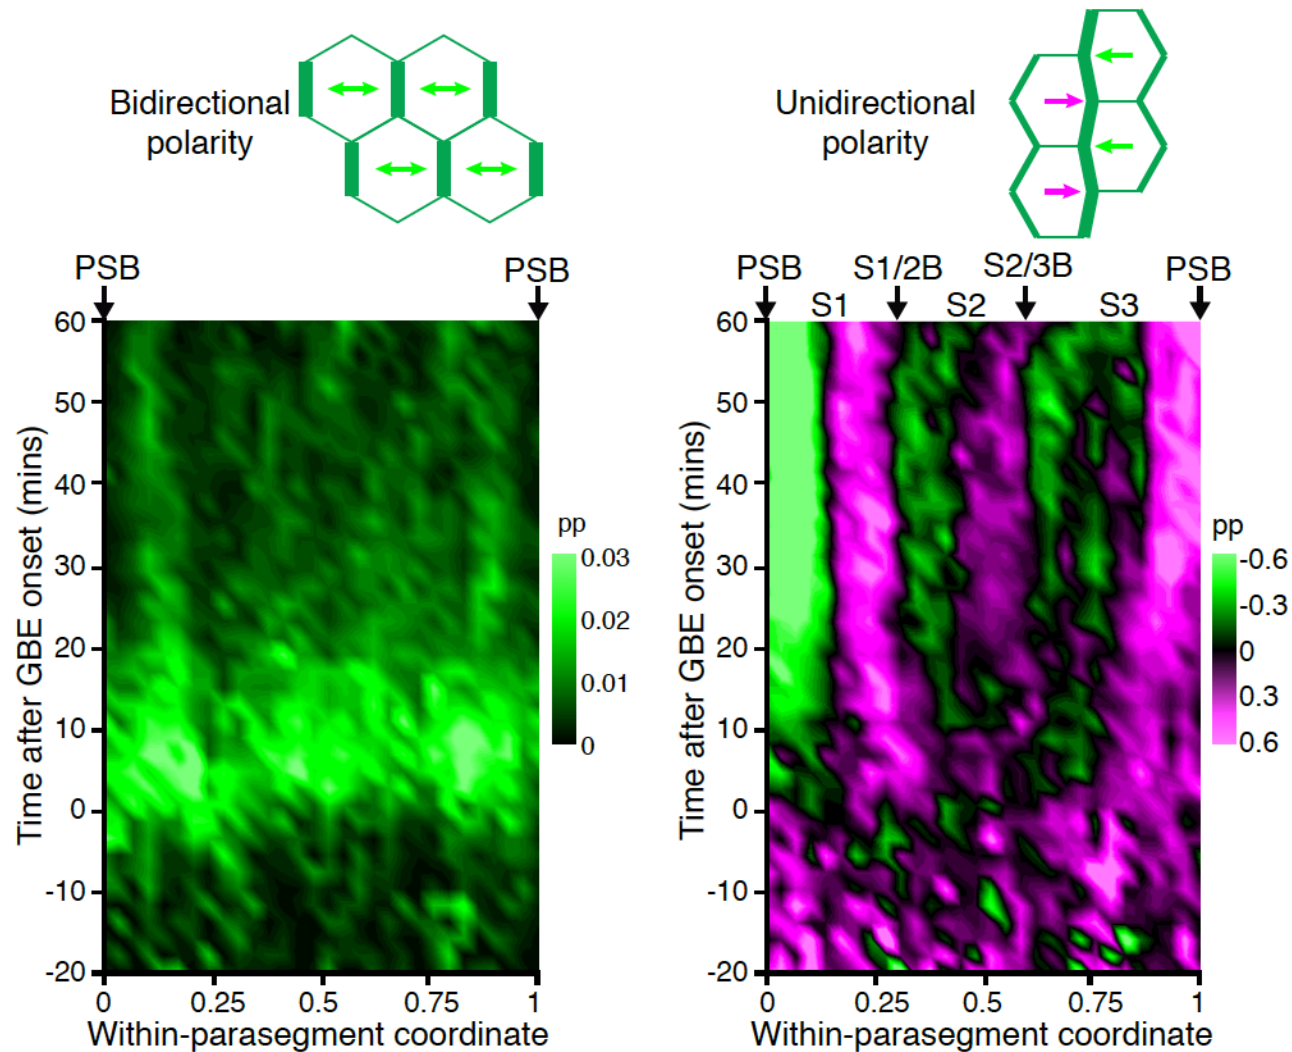 Bidirectional
polarity
Unidirectional
polarity
PSB
PSB
PSB
S1/2B
S2/3B
PSB
S1
S2
S3
60
50
40
30
20
10
0
-10
-20
Time after GBE onset (mins)
0
0.25
0.5
0.75
1
Within-parasegment coordinate
pp
0.03
0.02
0.01
0
60
50
40
30
20
10
0
-10
-20
Time after GBE onset (mins)
0
0.25
0.5
0.75
1
Within-parasegment coordinate
pp
-0.6
-0.3
0
0.3
0.6